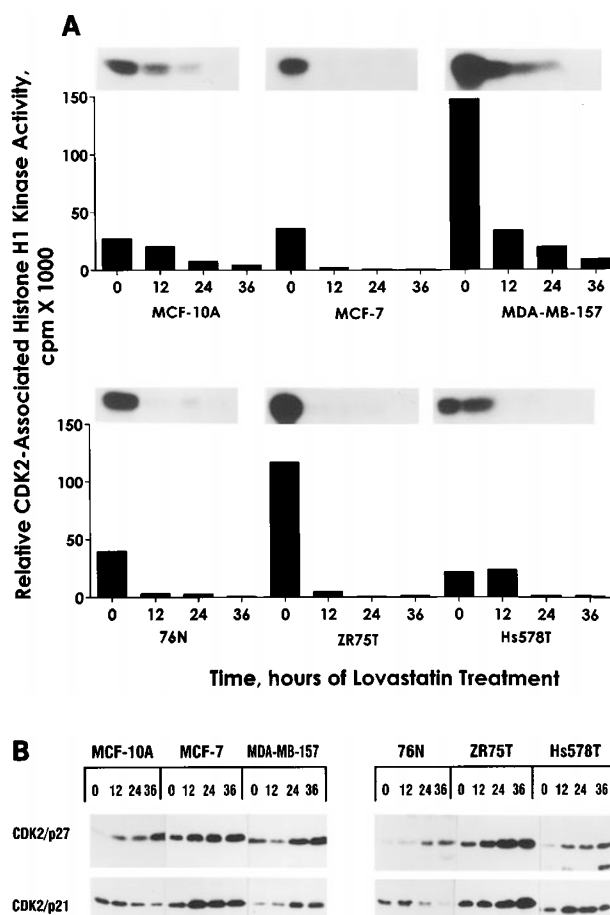 A
Relative CDK2-Associated Histone H1 Kinase Activity,
cpm X 1000
150
100
50
0
0 12 24 36 0 12 24 36 0 12 24 36
MCF-10A MCF-7 MDA-MB-157
150
100
50
0
0 12 24 36 0 12 24 36 0 12 24 36
76N ZR75T Hs578T
Time, hours of Lovastatin Treatment
B
MCF-10A MCF-7 MDA-MB-157 76N ZR75T Hs578T
0 12 24 36 0 12 24 36 0 12 24 36 0 12 24 36 0 12 24 36 0 12 24 36
CDK2/p27
CDK2/p21